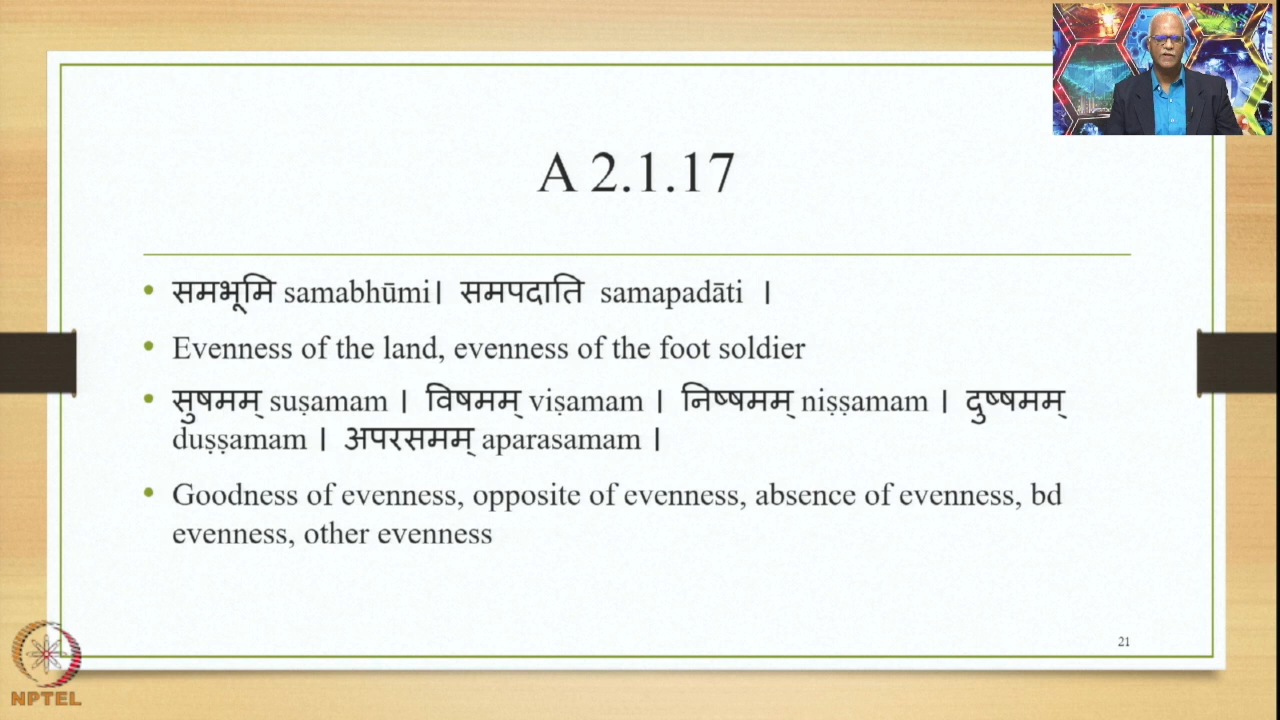 A 2.1.17
• समभूमि samabhūmi। समपदाति samapadāti ।
• Evenness of the land, evenness of the foot soldier
• सुषमम् suṣamam । विषमम् viṣamam । निष्षमम् niṣṣamam । दुष्षमम्
duṣṣamam । अपरसमम् aparasamam ।
• Goodness of evenness, opposite of evenness, absence of evenness, bd
evenness, other evenness
21
NPTEL